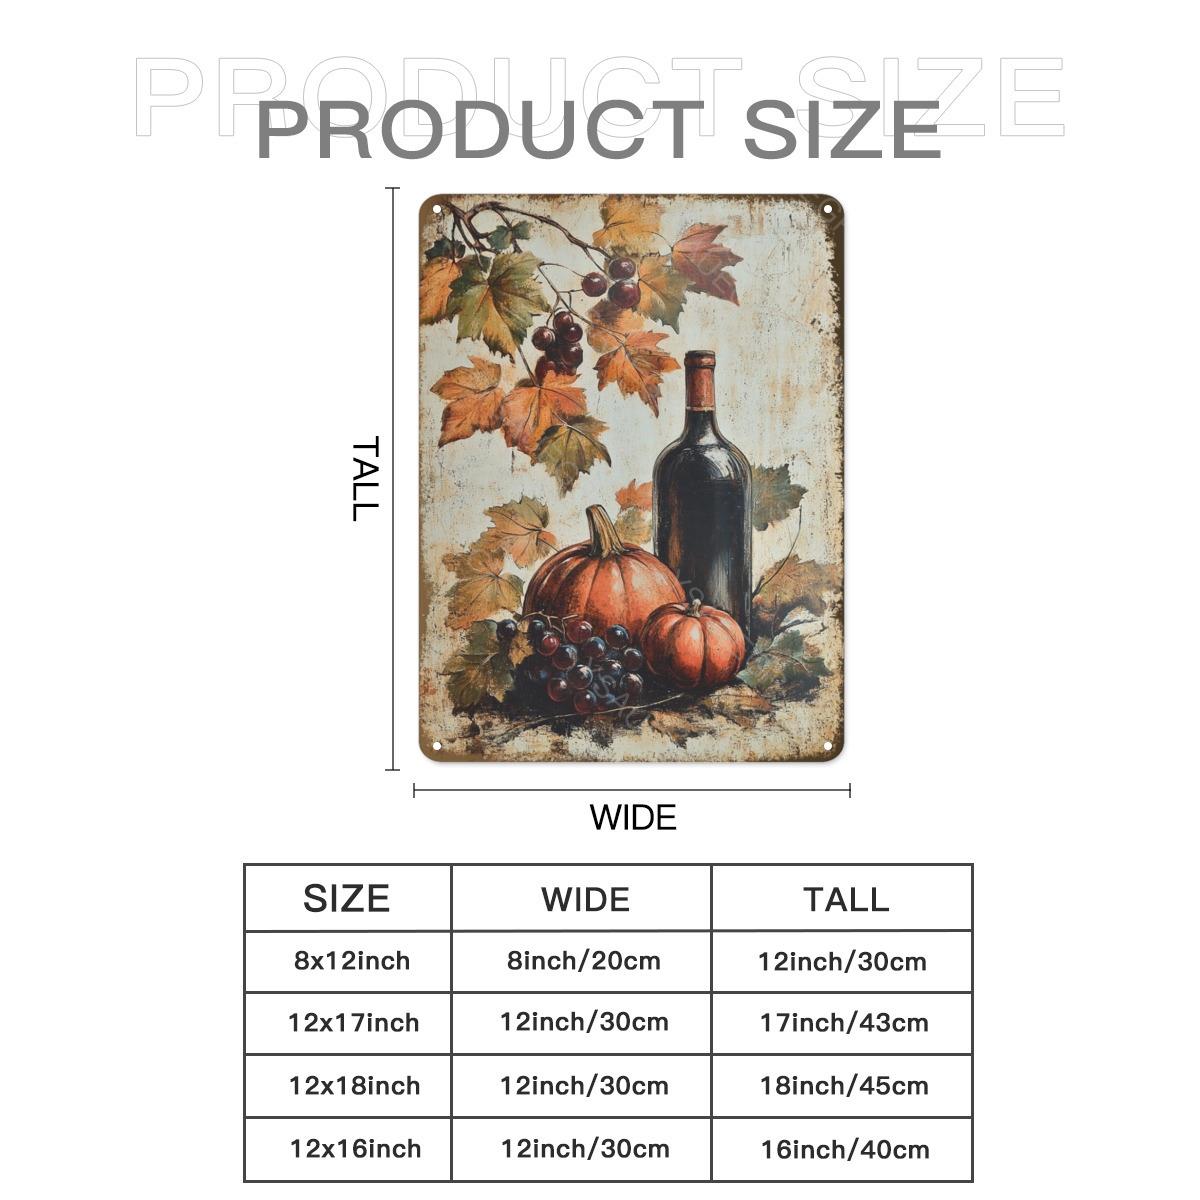 PRODUCT SIZE
PRODUCT SIZE
TALL
WIDE
SIZE WIDE TALL
8x12inch 8inch/20cm 12inch/30cm
12x17inch 12inch/30cm 17inch/43cm
12x18inch 12inch/30cm 18inch/45cm
12x16inch 12inch/30cm 16inch/40cm